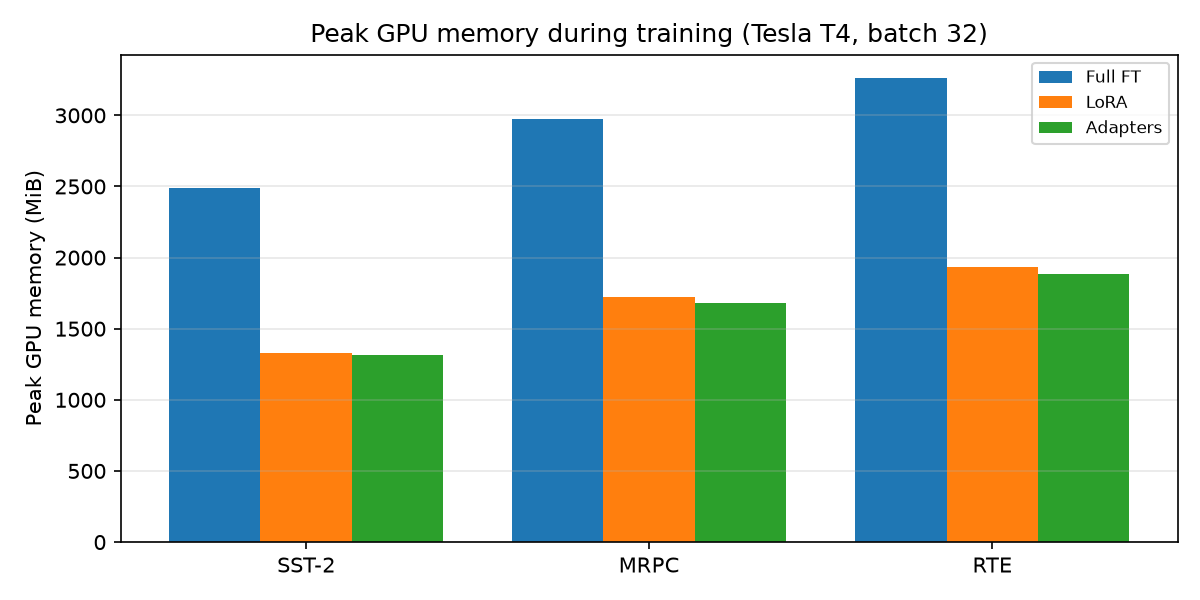 Peak GPU memory during training (Tesla T4, batch 32)
Full FT
LoRA
Adapters
Peak GPU memory (MiB)
3000
2500
2000
1500
1000
500
0
SST-2
MRPC
RTE